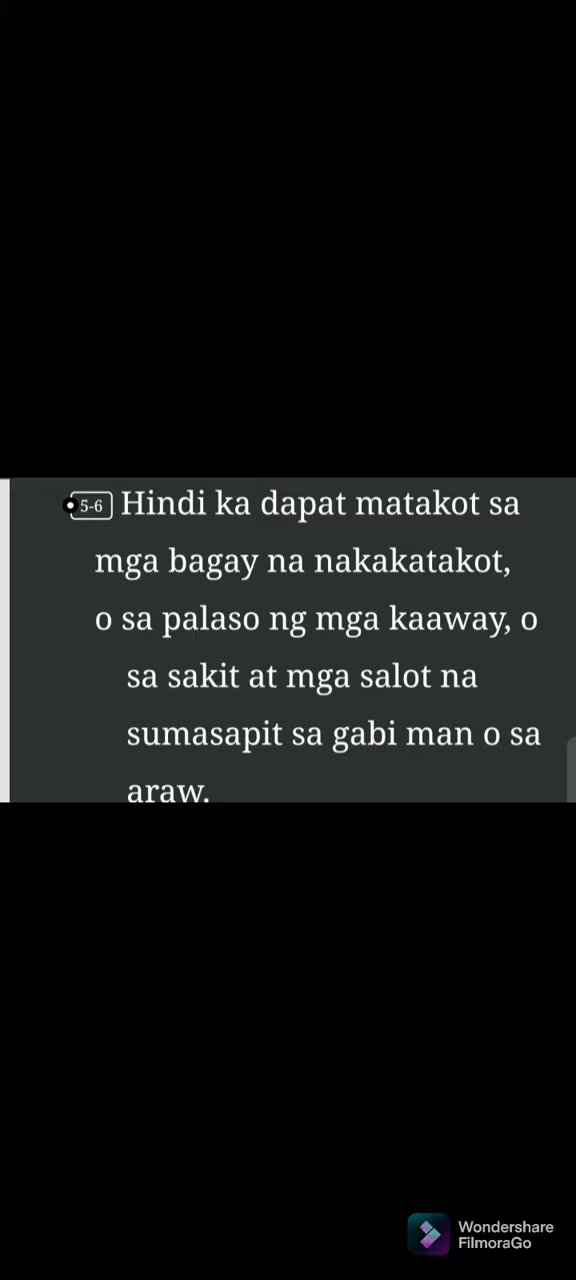 5-6 Hindi ka dapat matakot sa
mga bagay na nakakatakot,
o sa palaso ng mga kaaway, o
sa sakit at mga salot na
sumasapit sa gabi man o sa
araw.
Wondershare
FilmoraGo